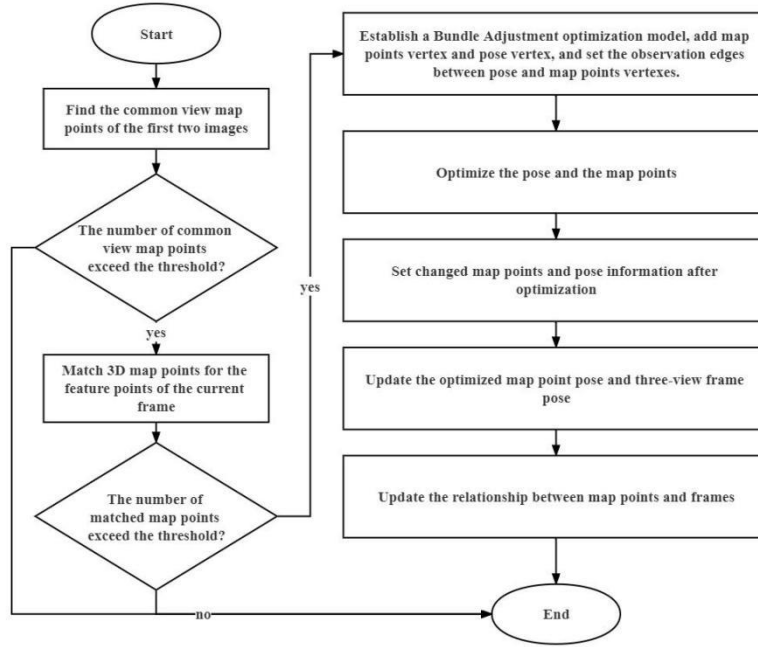 Start
Find the common view map
points of the first two images
The number of common
view map points
exceed the threshold?
yes
Match 3D map points for the
feature points of the current
frame
The number of
matched map points
exceed the threshold?
no
yes
Establish a Bundle Adjustment optimization model, add map
points vertex and pose vertex, and set the observation edges
between pose and map points vertexes.
Optimize the pose and the map points
Set changed map points and pose information after
optimization
Update the optimized map point pose and three-view frame
pose
Update the relationship between map points and frames
End